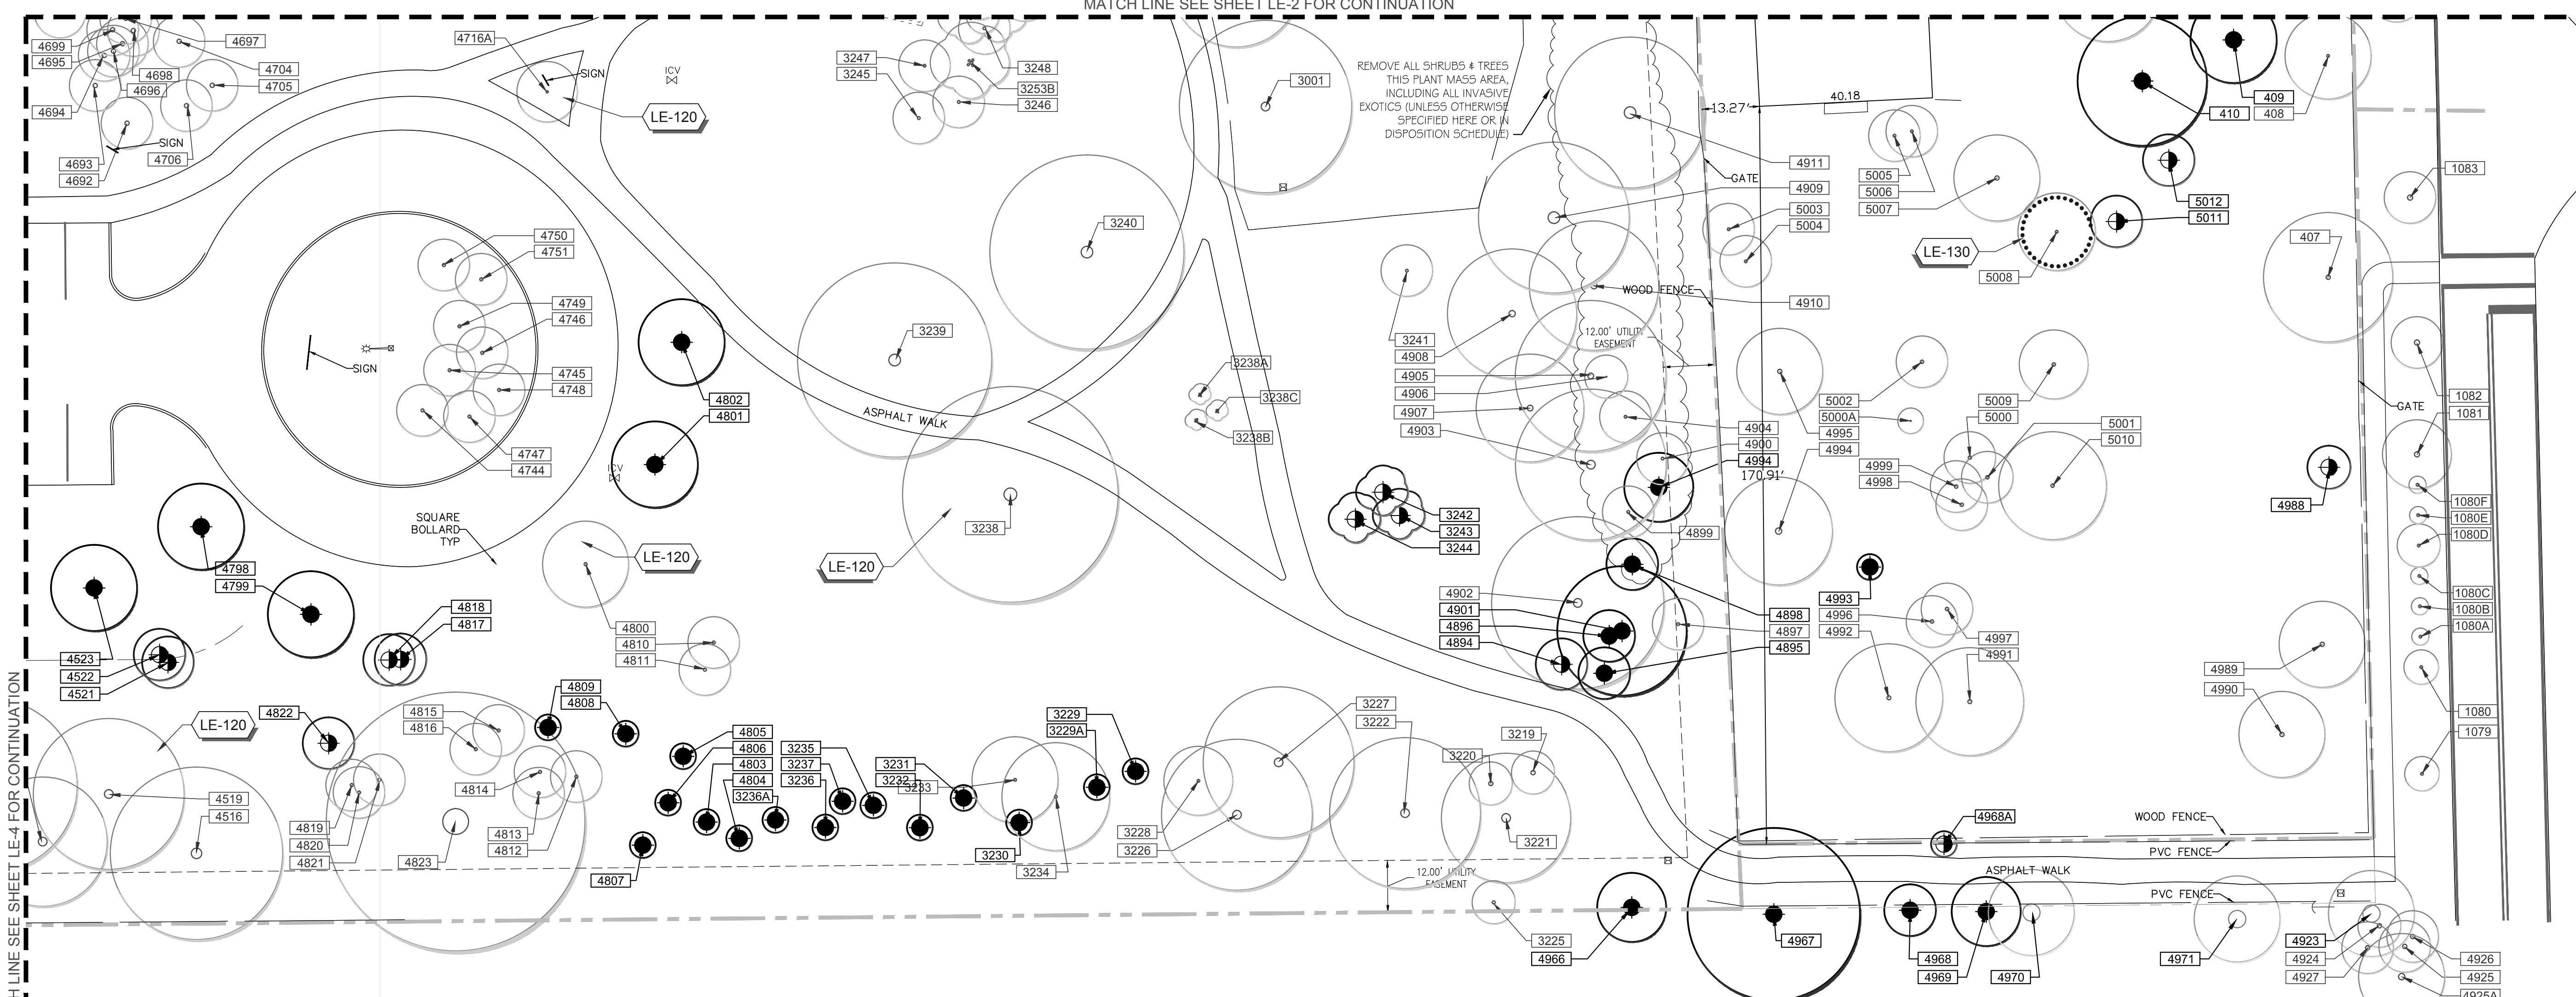 MATCH LINE SEE SHEET LE-2 FOR CONTINUATION
4699
4695
4694
4693
4692
4697
4698
4696
4704
4705
4706
SIGN
4716A
SIGN
ICV
LE-120
3247
3245
3248
3253B
3246
3001
REMOVE ALL SHRUBS & TREES
THIS PLANT MASS AREA,
INCLUDING ALL INVASIVE
EXOTICS (UNLESS OTHERWISE
SPECIFIED HERE OR IN
DISPOSITION SCHEDULE)
13.27'
40.18
GATE
4911
4909
5003
5004
4910
5005
5006
5007
409
410
408
5012
5011
LE-130
5008
407
1083
3240
3239
4750
4751
4749
4746
4745
4748
4747
4744
SIGN
4802
4801
ICV
ASPHALT WALK
3238A
3238C
3238B
3238
LE-120
WOOD FENCE
12.00' UTILITY
EASEMENT
3241
4908
4905
4906
4907
4903
4904
4900
4994
170.91'
4899
5002
5000A
4995
4994
5009
5000
5001
5010
4999
4998
GATE
4988
1082
1081
1080F
1080E
1080D
1080C
1080B
1080A
1080
1079
SQUARE
BOLLARD
TYP
LE-120
4798
4799
4818
4817
4523
4522
4521
4800
4810
4811
3242
3243
3244
4902
4901
4896
4894
4898
4897
4895
4993
4996
4992
4997
4991
4989
4990
LE-120
4822
4815
4816
4809
4808
4814
4805
4806
4803
4804
3236A
3235
3237
3236
3231
3232
3233
3229
3229A
3227
3222
3219
3220
3228
3226
3221
3230
3234
4807
4519
4516
4819
4820
4821
4823
4813
4812
12.00' UTILITY
EASEMENT
3225
4966
4967
4968A
WOOD FENCE
PVC FENCE
ASPHALT WALK
PVC FENCE
4968
4969
4970
4971
4923
4924
4927
4926
4925
4925A
H LINE SEE SHEET LE-4 FOR CONTINUATION